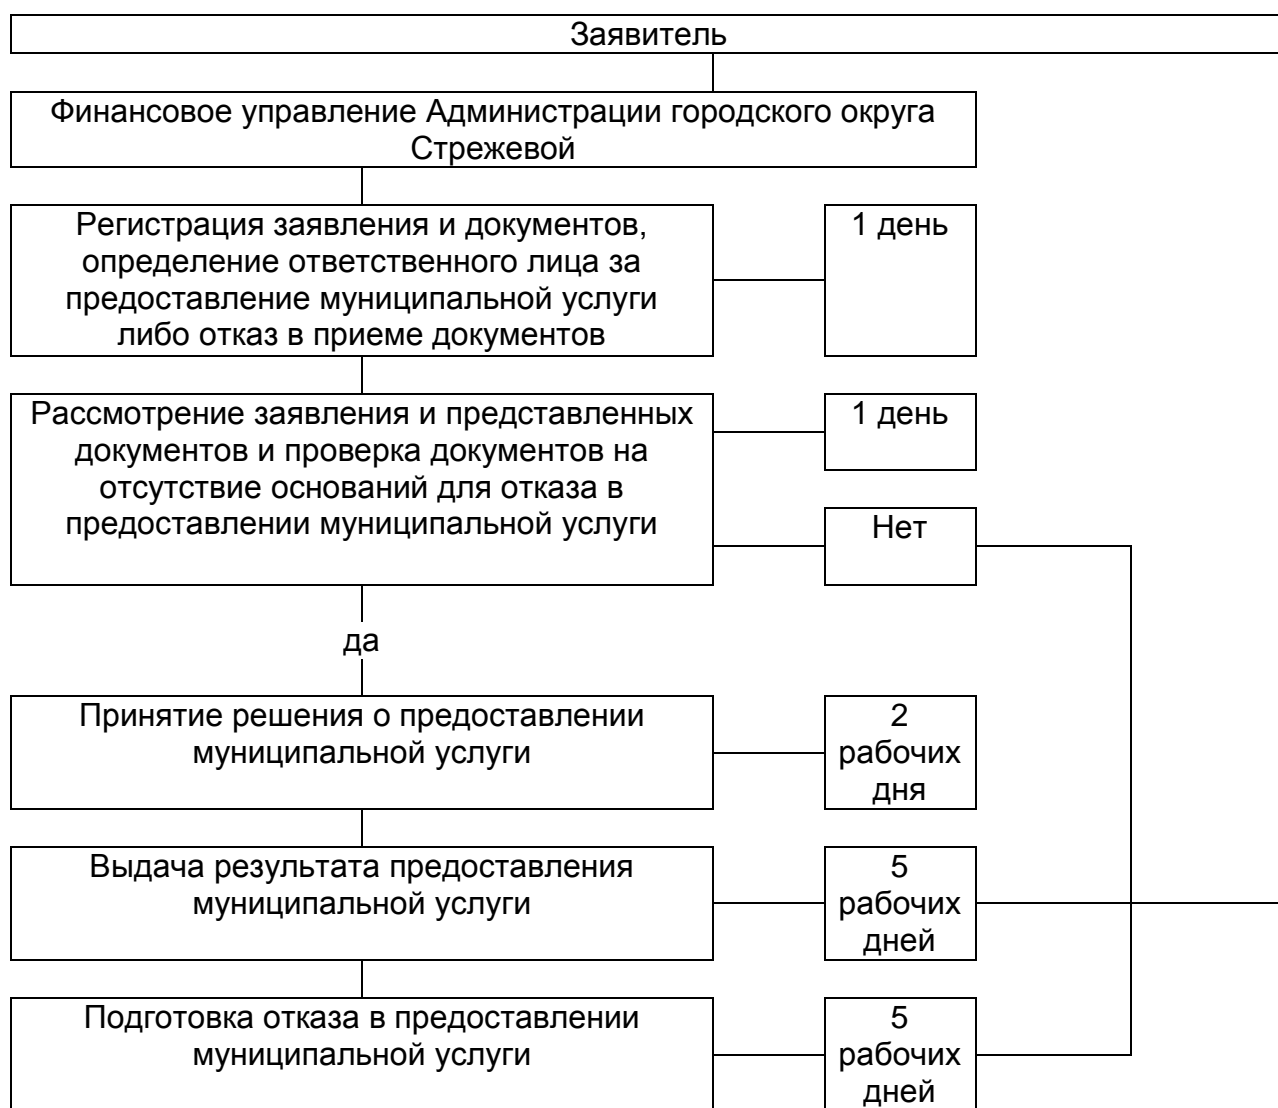 Заявитель
Финансовое управление Администрации городского округа
Стрежевой
Регистрация заявления и документов,
определение ответственного лица за
предоставление муниципальной услуги
либо отказ в приеме документов
1 день
Рассмотрение заявления и представленных
документов и проверка документов на
отсутствие оснований для отказа в
предоставлении муниципальной услуги
1 день
Нет
да
Принятие решения о предоставлении
муниципальной услуги
2
рабочих
дня
Выдача результата предоставления
муниципальной услуги
5
рабочих
дней
Подготовка отказа в предоставлении
муниципальной услуги
5
рабочих
дней